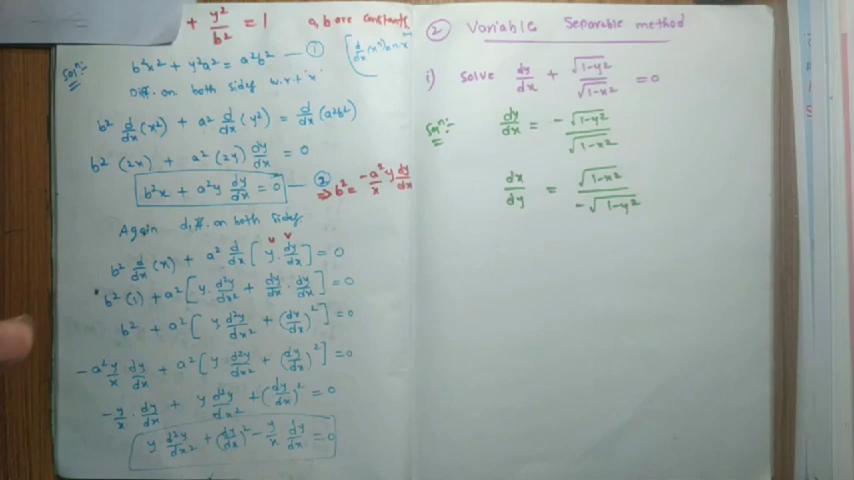 + y²/b² = 1 a, b are constants
Solⁿ:- b²x² + y²a² = a²b² — ①
Diff. on both sides w.r.t 'x'
b² d/dx(x²) + a² d/dx(y²) = d/dx(a²b²)
b²(2x) + a²(2y) dy/dx = 0
b²x + a²y dy/dx = 0 — ② ⇒ b² = -a²/x y dy/dx
Again diff. on both sides
b² d/dx(x) + a² d/dx[y · dy/dx] = 0
b²(1) + a²[y · d²y/dx² + dy/dx · dy/dx] = 0
b² + a²[y d²y/dx² + (dy/dx)²] = 0
-a²y/x dy/dx + a²[y d²y/dx² + (dy/dx)²] = 0
-y/x · dy/dx + y d²y/dx² + (dy/dx)² = 0
y d²y/dx² + (dy/dx)² - y/x dy/dx = 0
② Variable Separable method
i) Solve dy/dx + √1-y²/√1-x² = 0
Solⁿ:- dy/dx = -√1-y²/√1-x²
dx/dy = √1-x²/-√1-y²